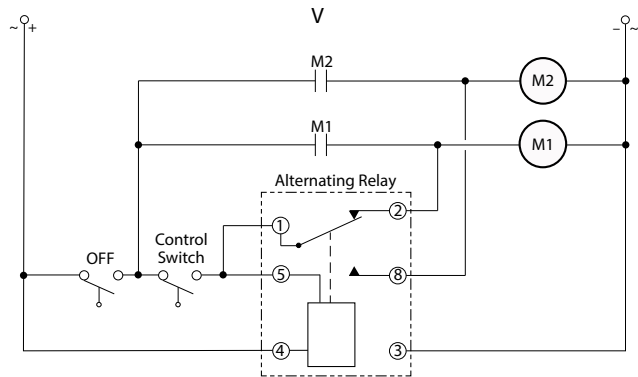 V
~ + − ~
M2
M2
M1
M1
Alternating Relay
1
2
OFF
Control
Switch
5
8
4
3